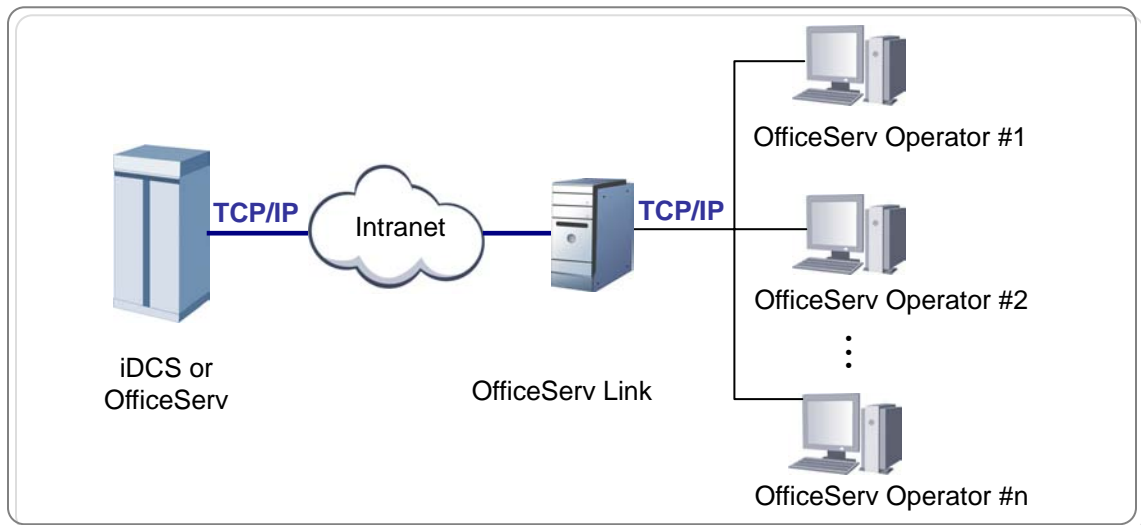 OfficeServ Operator #1
TCP/IP
Intranet
TCP/IP
OfficeServ Operator #2
iDCS or
OfficeServ
OfficeServ Link
OfficeServ Operator #n